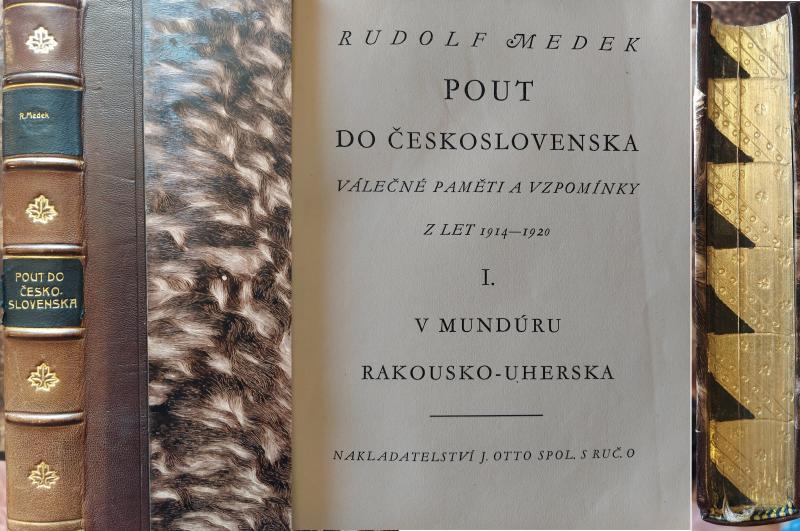 R. Medek
POUT DO
ČESKO-
SLOVENSKA
RUDOLF MEDEK
POUT
DO ČESKOSLOVENSKA
VÁLEČNÉ PAMĚTI A VZPOMÍNKY
Z LET 1914—1920
I.
V MUNDÚRU
RAKOUSKO-UHERSKA
NAKLADATELSTVÍ J. OTTO SPOL. S RUČ. O